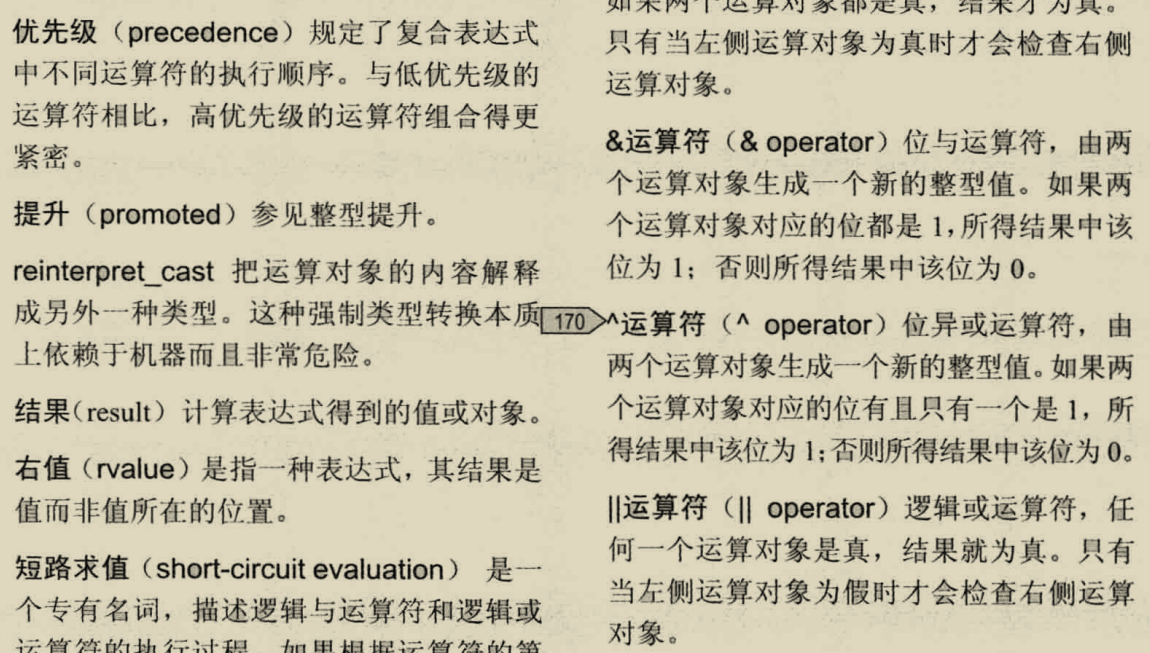 优先级（precedence）规定了复合表达式
中不同运算符的执行顺序。与低优先级的
运算符相比，高优先级的运算符组合得更
紧密。
提升（promoted）参见整型提升。
reinterpret_cast 把运算对象的内容解释
成另外一种类型。这种强制类型转换本质
上依赖于机器而且非常危险。
结果（result）计算表达式得到的值或对象。
右值（rvalue）是指一种表达式，其结果是
值而非值所在的位置。
短路求值（short-circuit evaluation） 是一
个专有名词，描述逻辑与运算符和逻辑或
运算符的执行过程。如果根据运算符的第
如果两个运算对象都是真，结果才为真。
只有当左侧运算对象为真时才会检查右侧
运算对象。
&运算符（& operator）位与运算符，由两
个运算对象生成一个新的整型值。如果两
个运算对象对应的位都是 1，所得结果中该
位为 1；否则所得结果中该位为 0。
170
^运算符（^ operator）位异或运算符，由
两个运算对象生成一个新的整型值。如果两
个运算对象对应的位有且只有一个是 1，所
得结果中该位为 1；否则所得结果中该位为 0。
||运算符（|| operator）逻辑或运算符，任
何一个运算对象是真，结果就为真。只有
当左侧运算对象为假时才会检查右侧运算
对象。